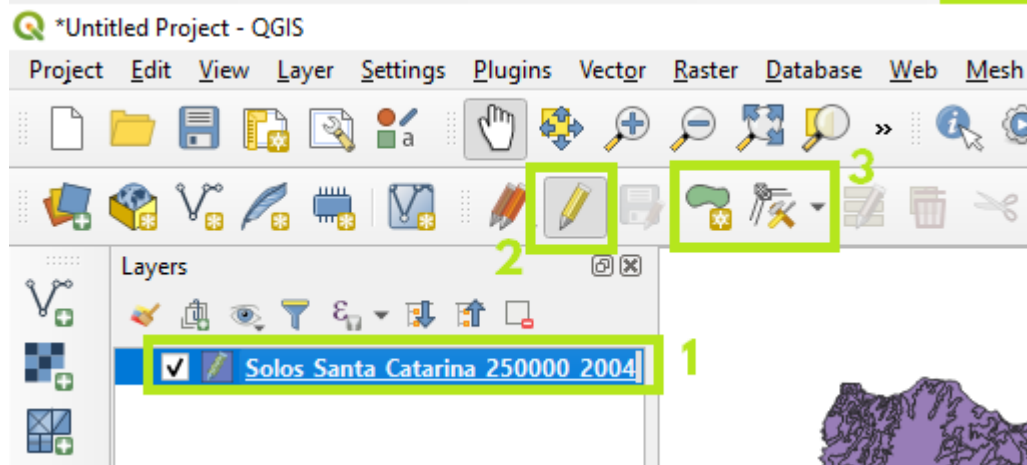 *Untitled Project - QGIS
Project Edit View Layer Settings Plugins Vector Raster Database Web Mesh
a
»
3
2
Layers
ε
Solos Santa Catarina 250000 2004
1